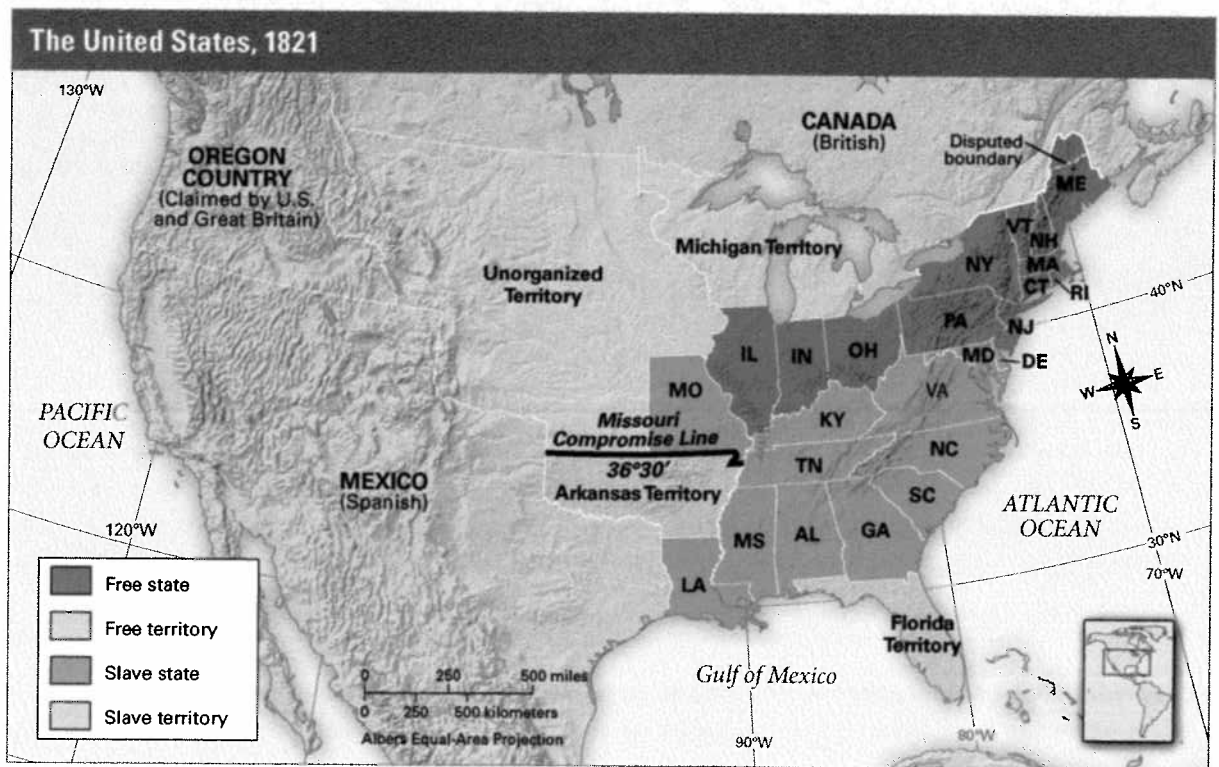 The United States, 1821
130°W
CANADA
(British)
Disputed
boundary
OREGON
COUNTRY
(Claimed by U.S.
and Great Britain)
ME
VT
NH
Michigan Territory
NY
MA
Unorganized
Territory
CT
RI
40°N
PA
NJ
IL
IN
OH
MD
DE
N
W
E
S
MO
VA
PACIFIC
OCEAN
Missouri
Compromise Line
KY
36°30'
NC
TN
MEXICO
(Spanish)
Arkansas Territory
SC
ATLANTIC
OCEAN
120°W
MS
AL
GA
30°N
70°W
LA
Free state
Free territory
Slave state
Slave territory
Florida
Territory
Gulf of Mexico
0 250 500 miles
0 250 500 kilometers
Albers Equal-Area Projection
90°W
80°W